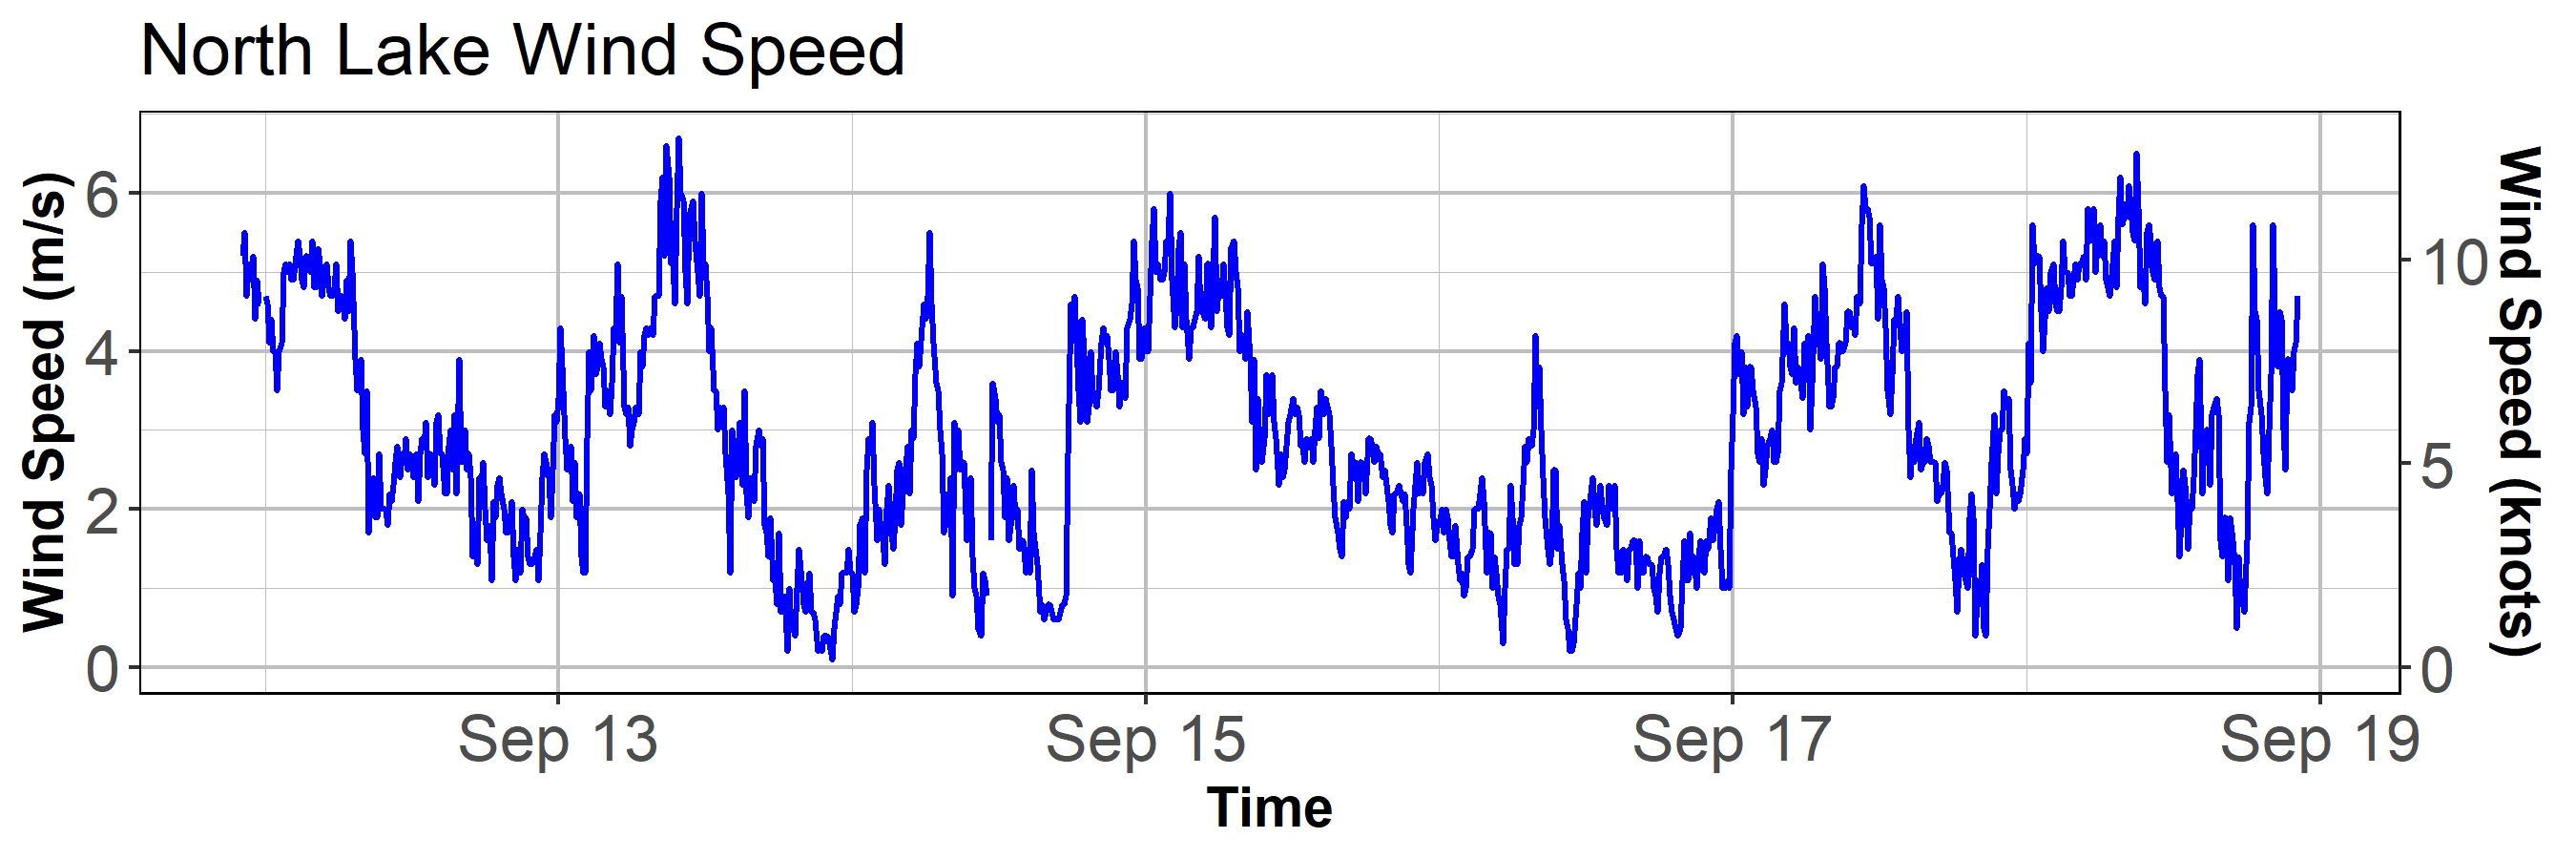 North Lake Wind Speed
Wind Speed (m/s)
6
4
2
0
Wind Speed (knots)
10
5
0
Sep 13
Sep 15
Sep 17
Sep 19
Time